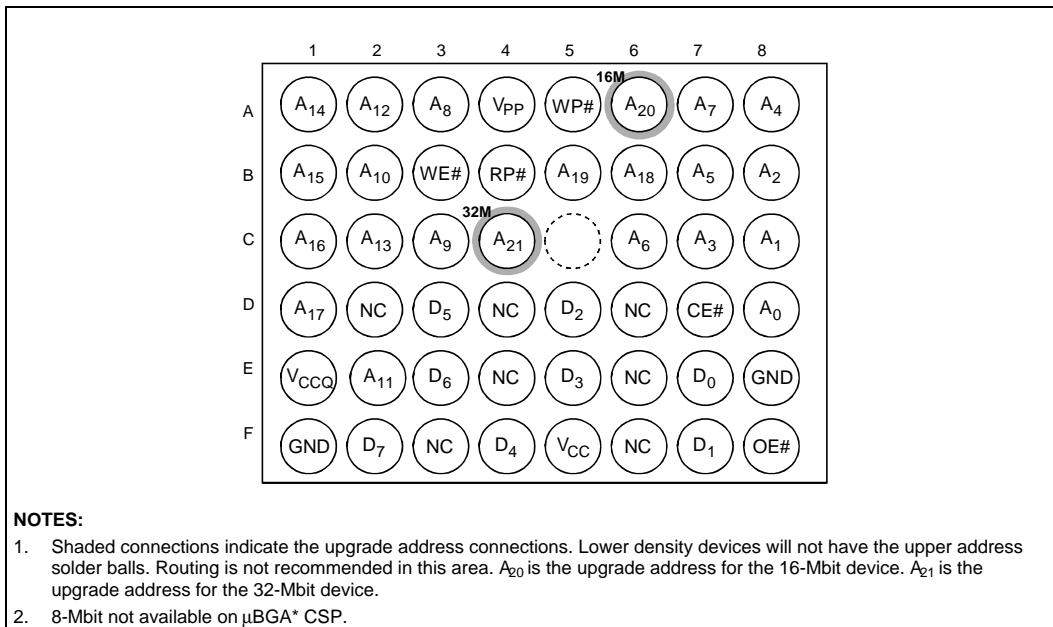 1 2 3 4 5 6 7 8
16M
A A14 A12 A8 VPP WP# A20 A7 A4
B A15 A10 WE# RP# A19 A18 A5 A2
32M
C A16 A13 A9 A21 A6 A3 A1
D A17 NC D5 NC D2 NC CE# A0
E VCCQ A11 D6 NC D3 NC D0 GND
F GND D7 NC D4 VCC NC D1 OE#
NOTES:
1. Shaded connections indicate the upgrade address connections. Lower density devices will not have the upper address
solder balls. Routing is not recommended in this area. A20 is the upgrade address for the 16-Mbit device. A21 is the
upgrade address for the 32-Mbit device.
2. 8-Mbit not available on µBGA* CSP.